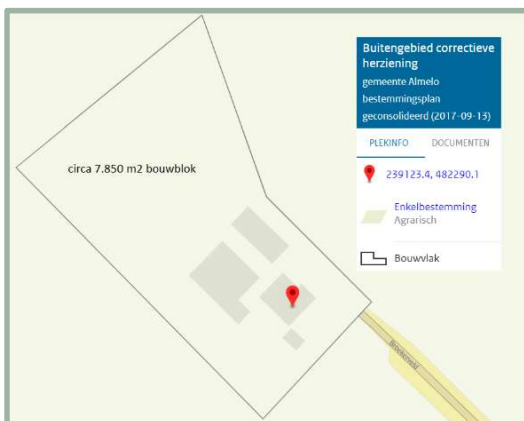 Buitengebied correctieve
herziening
gemeente Almelo
bestemmingsplan
geconsolideerd (2017-09-13)
PLEKINFO DOCUMENTEN
239123.4, 482290.1
Enkelbestemming
Agrarisch
Bouwvlak
circa 7.850 m2 bouwblok